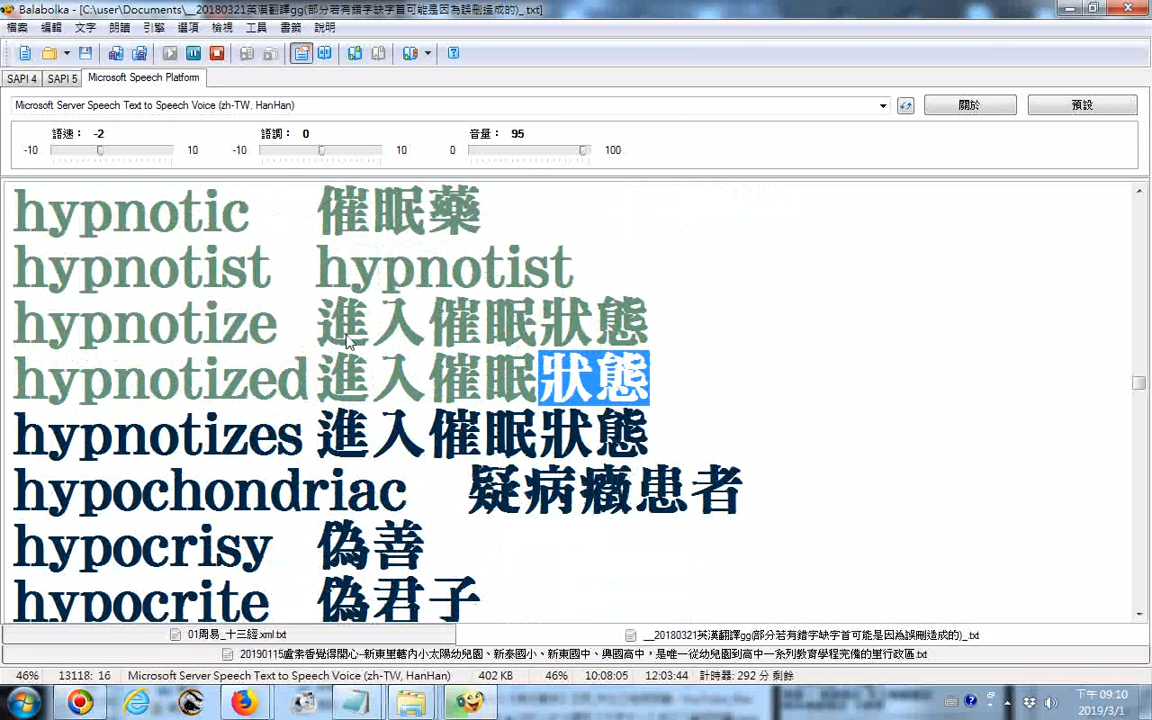 Balabolka - [C:\user\Documents\__20180321英漢翻譯gg(部分若有錯字缺字首可能是因為誤刪造成的)_.txt]
檔案 編輯 文字 朗讀 引擎 選項 檢視 工具 書籤 說明
SAPI 4 SAPI 5 Microsoft Speech Platform
Microsoft Server Speech Text to Speech Voice (zh-TW, HanHan) 關於 預設
語速： -2 語調： 0 音量： 95
-10 10 -10 10 0 100
hypnotic 催眠藥
hypnotist hypnotist
hypnotize 進入催眠狀態
hypnotized 進入催眠狀態
hypnotizes 進入催眠狀態
hypochondriac 疑病癥患者
hypocrisy 偽善
hypocrite 偽君子
01周易_十三經.xml.txt __20180321英漢翻譯gg(部分若有錯字缺字首可能是因為誤刪造成的)_.txt
20190115盧素香覺得開心--新東里轄內小太陽幼兒園、新泰國小、新東國中、興國高中，是唯一從幼兒園到高中一糸列教育學程完備的里行政區.txt
46% 13118: 16 Microsoft Server Speech Text to Speech Voice (zh-TW, HanHan) 402 KB 46% 10:08:05 12:03:44 計時器: 292 分 剩餘
下午 09:10
2019/3/1